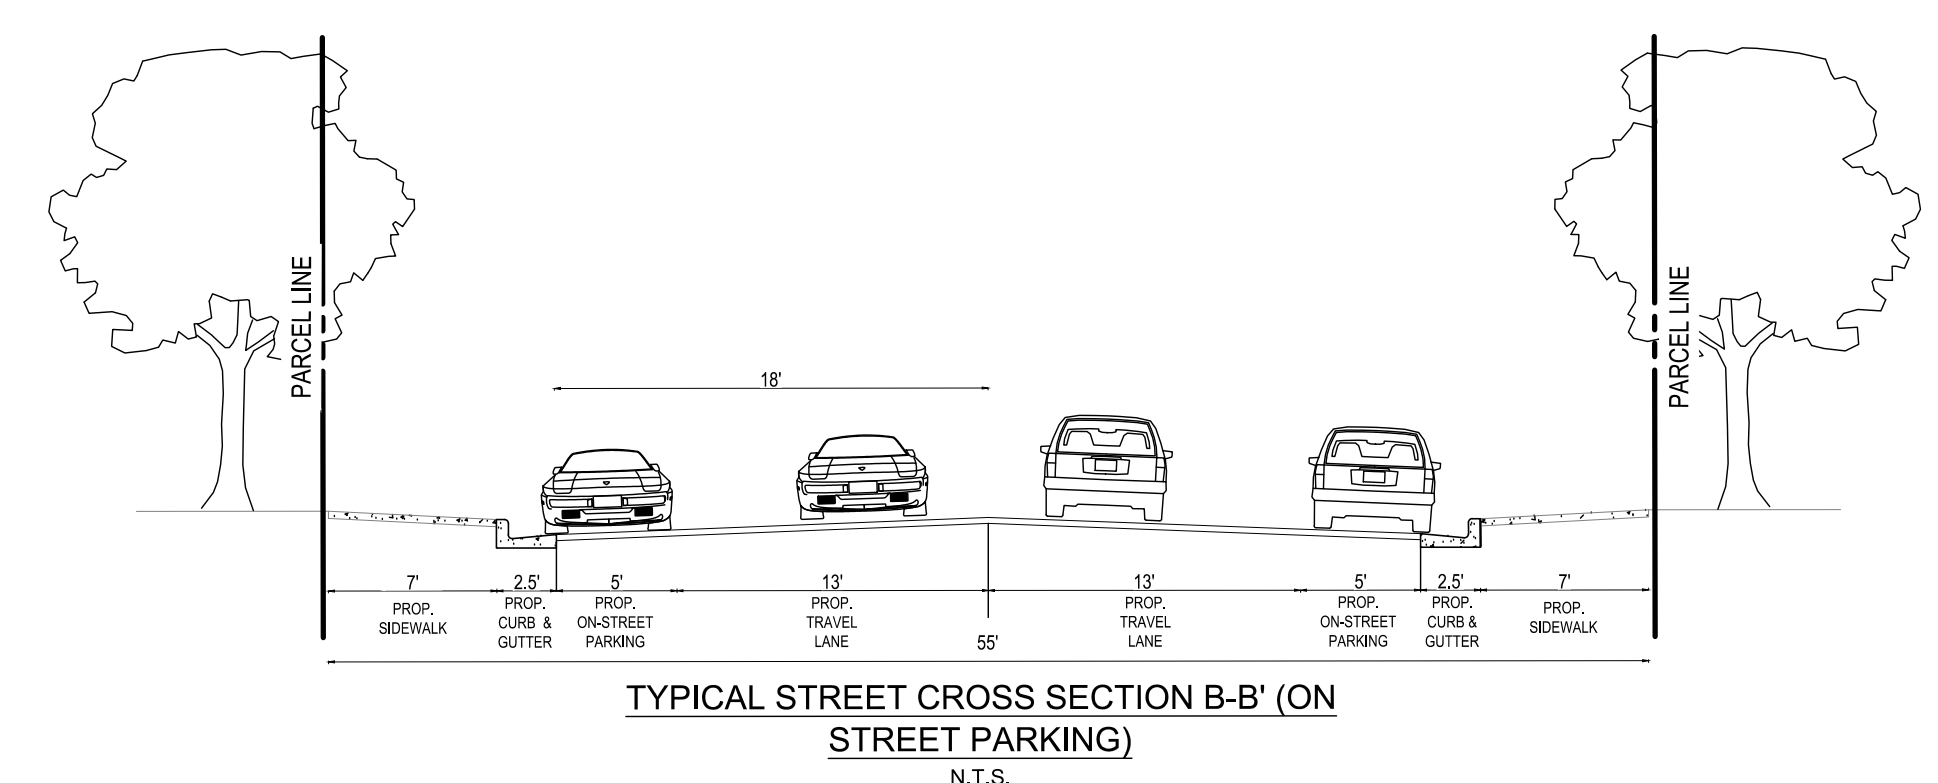 PARCEL LINE
PARCEL LINE
18'
7'
2.5'
5'
13'
13'
5'
2.5'
7'
PROP.
SIDEWALK
PROP.
CURB &
GUTTER
PROP.
ON-STREET
PARKING
PROP.
TRAVEL
LANE
PROP.
TRAVEL
LANE
PROP.
ON-STREET
PARKING
PROP.
CURB &
GUTTER
PROP.
SIDEWALK
55'
TYPICAL STREET CROSS SECTION B-B' (ON
STREET PARKING)
N.T.S.